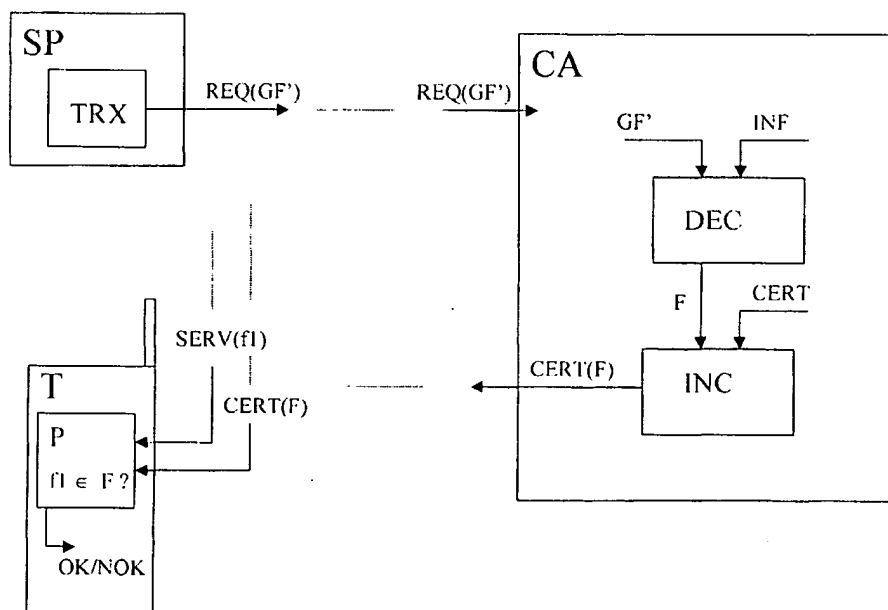 SP
TRX
REQ(GF')
REQ(GF')
CA
GF'
INF
DEC
F
CERT
INC
CERT(F)
SERV(f1)
CERT(F)
T
P
f1 ∈ F ?
OK/NOK